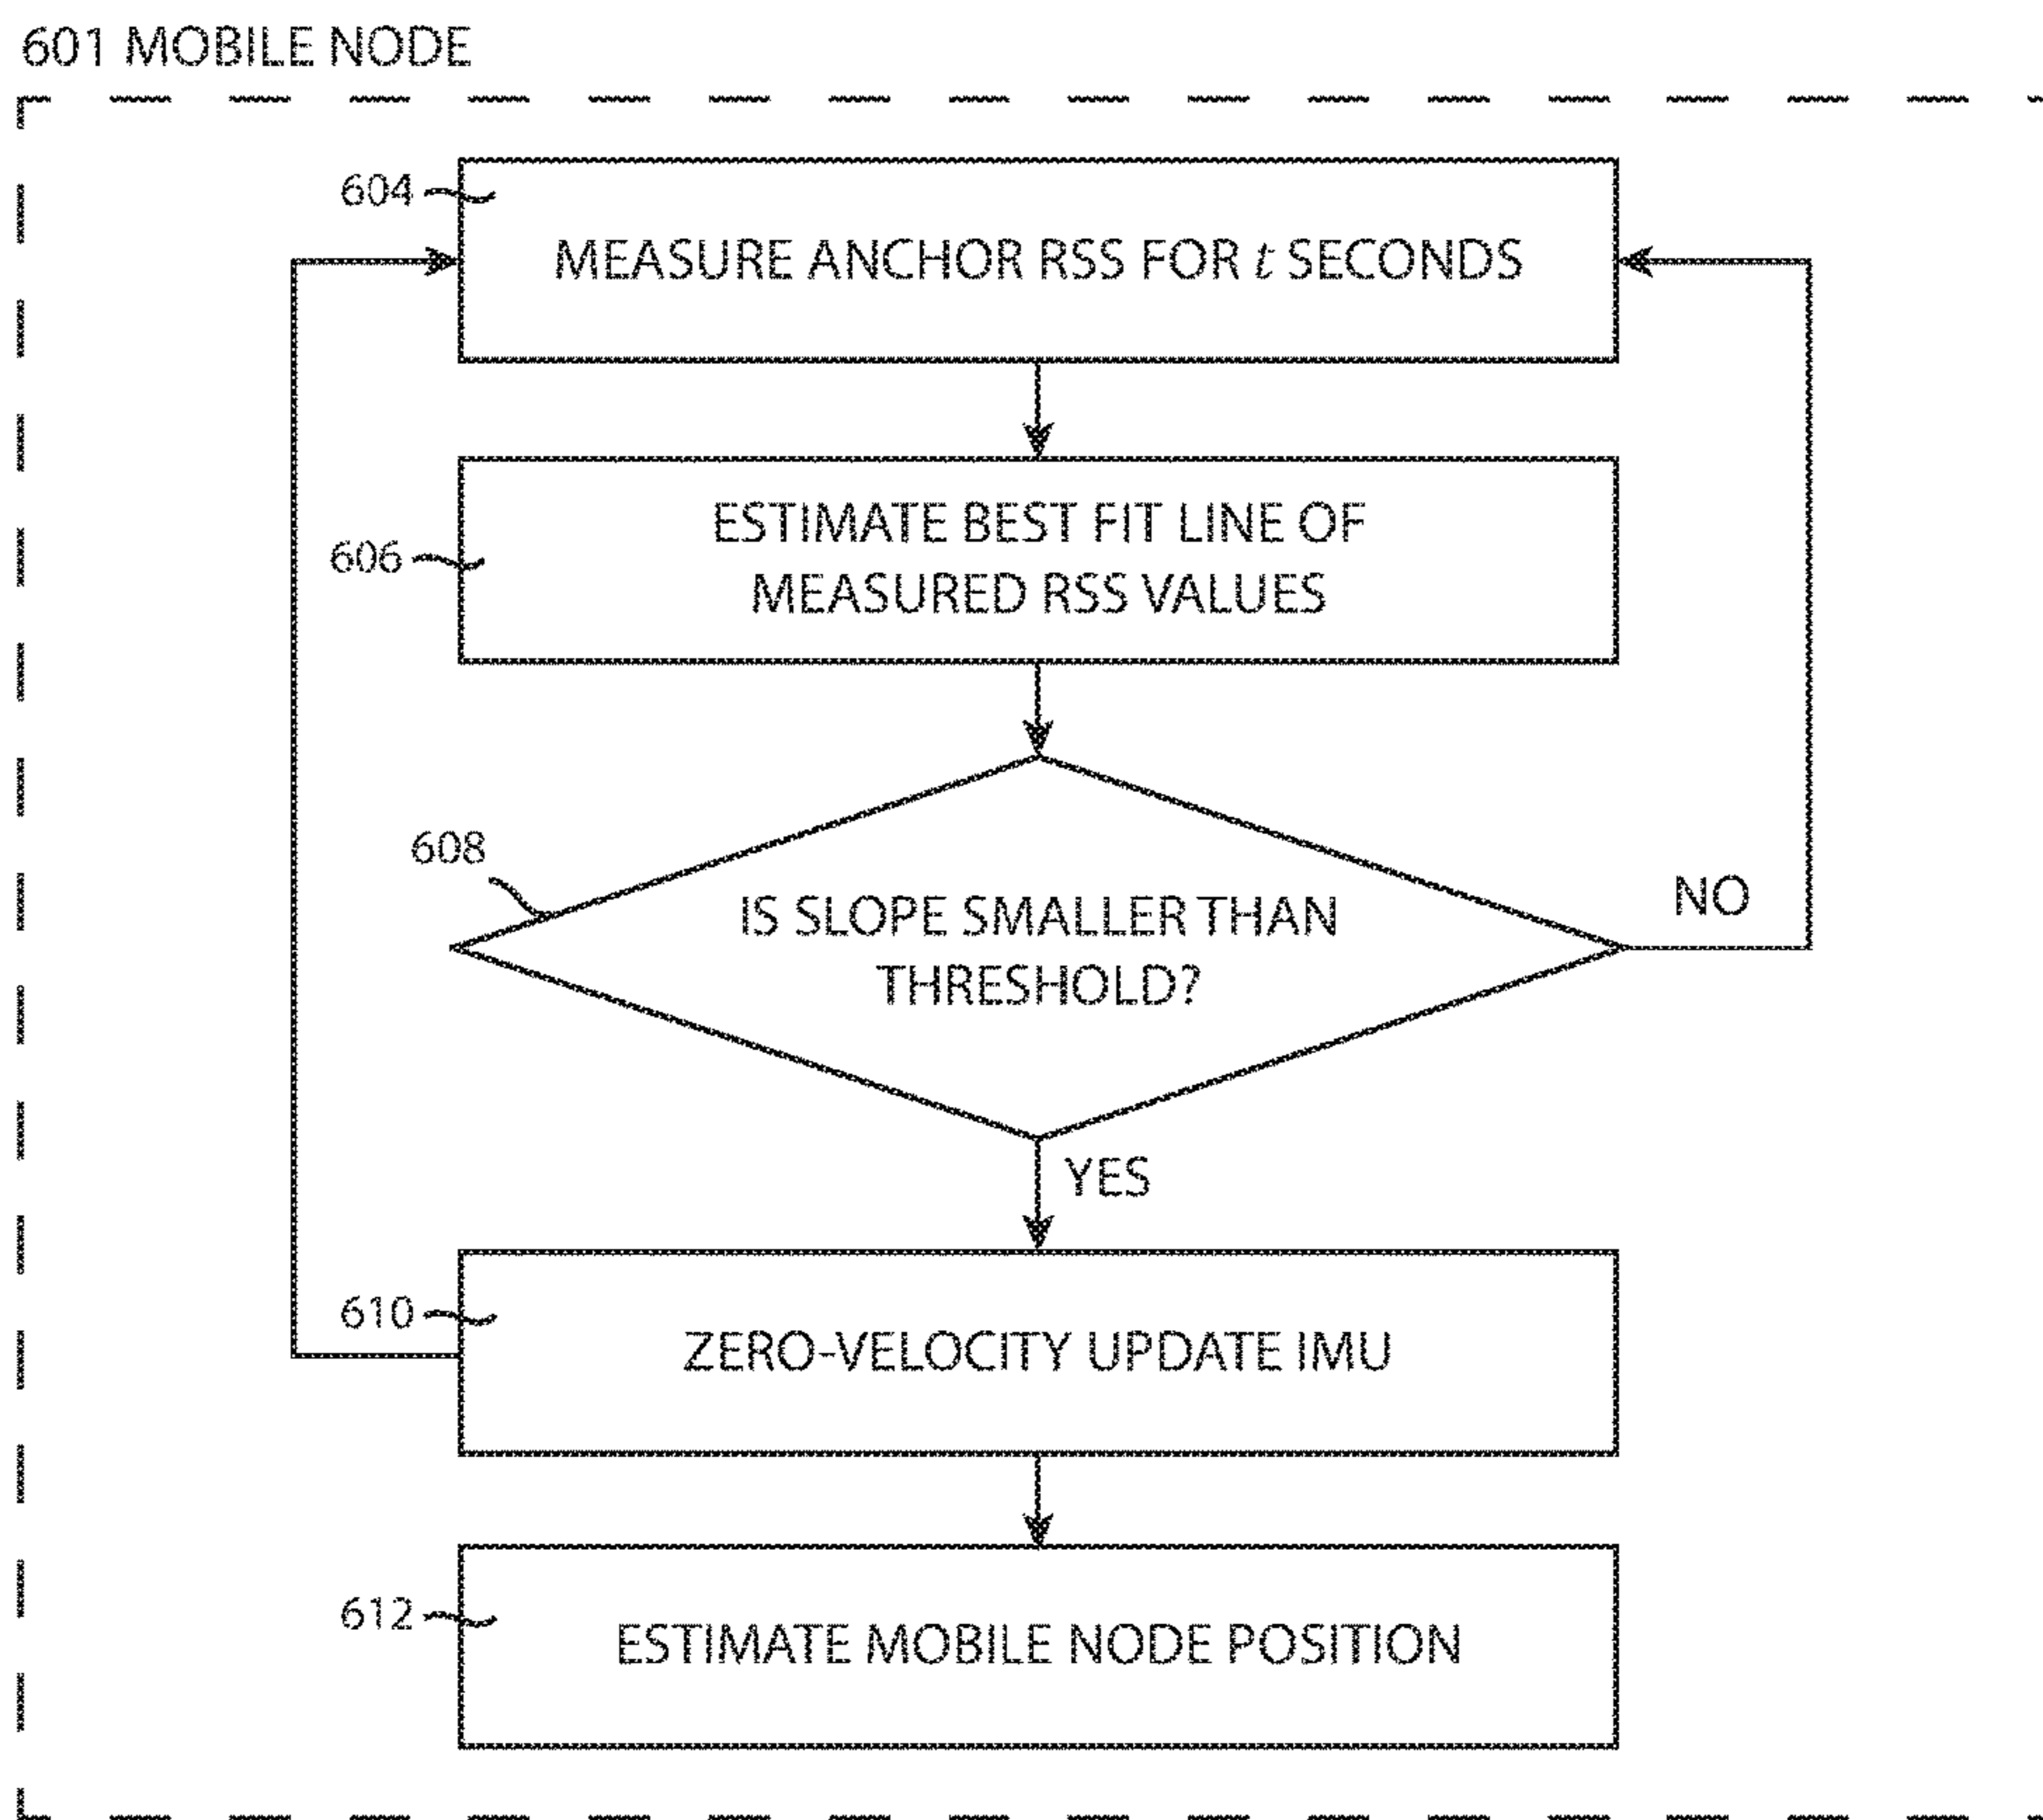 601 MOBILE NODE
604
MEASURE ANCHOR RSS FOR t SECONDS
606
ESTIMATE BEST FIT LINE OF
MEASURED RSS VALUES
608
IS SLOPE SMALLER THAN
THRESHOLD?
NO
YES
610
ZERO-VELOCITY UPDATE IMU
612
ESTIMATE MOBILE NODE POSITION